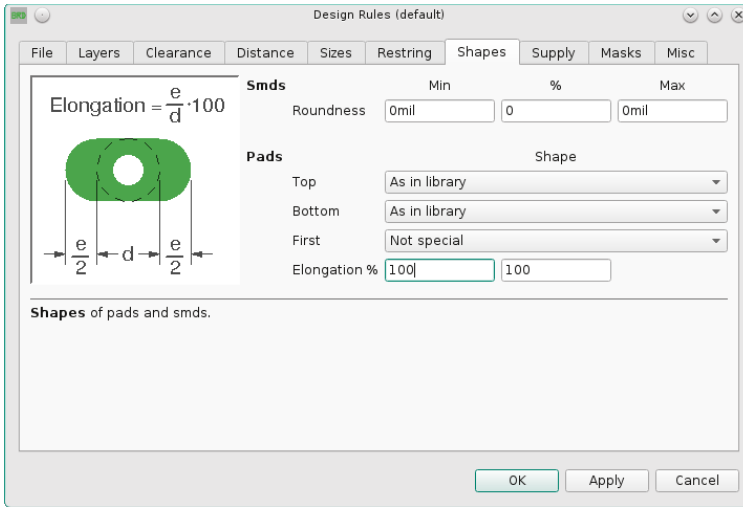 BRD
Design Rules (default)
File Layers Clearance Distance Sizes Restring Shapes Supply Masks Misc
Elongation = e/d ·100
e/2 d e/2
Smds Min % Max
Roundness 0mil 0 0mil
Pads Shape
Top As in library
Bottom As in library
First Not special
Elongation % 100 100
Shapes of pads and smds.
OK Apply Cancel